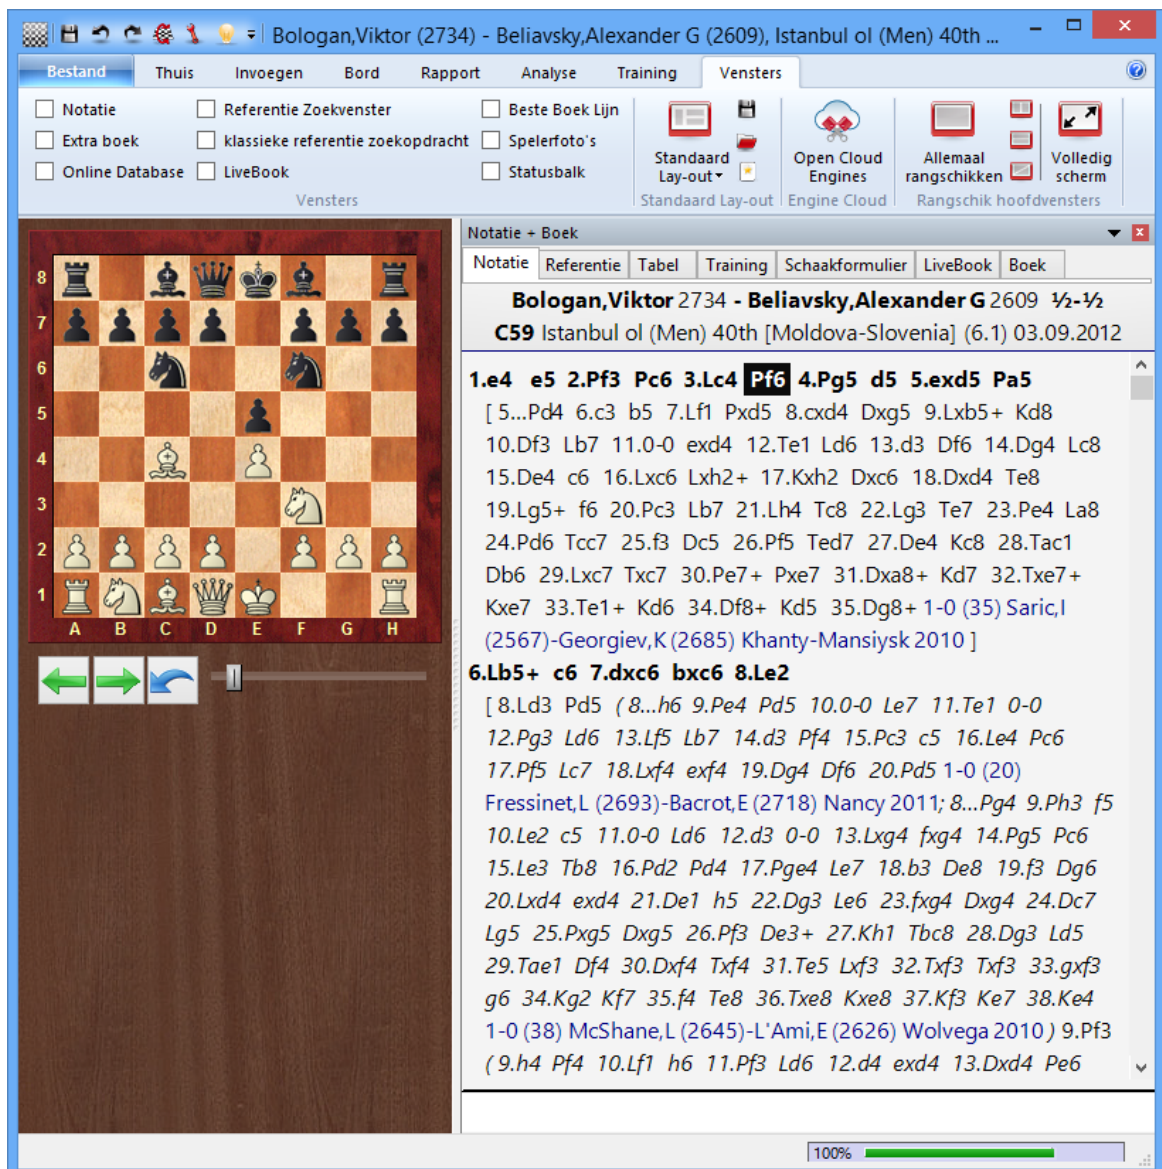 Bologan,Viktor (2734) - Beliavsky,Alexander G (2609), Istanbul ol (Men) 40th ...
Bestand Thuis Invoegen Bord Rapport Analyse Training Vensters
Notatie Referentie Zoekvenster Beste Boek Lijn
Extra boek klassieke referentie zoekopdracht Spelerfoto's
Online Database LiveBook Statusbalk
Vensters
Standaard Lay-out
Standaard Lay-out
Open Cloud Engines
Engine Cloud
Allemaal rangschikken
Volledig scherm
Rangschik hoofdvensters
Notatie + Boek
Notatie Referentie Tabel Training Schaakformulier LiveBook Boek
Bologan,Viktor 2734 - Beliavsky,Alexander G 2609 ½-½
C59 Istanbul ol (Men) 40th [Moldova-Slovenia] (6.1) 03.09.2012
8
7
6
5
4
3
2
1
A B C D E F G H
1.e4 e5 2.Pf3 Pc6 3.Lc4 Pf6 4.Pg5 d5 5.exd5 Pa5
[ 5...Pd4 6.c3 b5 7.Lf1 Pxd5 8.cxd4 Dxg5 9.Lxb5+ Kd8
10.Df3 Lb7 11.0-0 exd4 12.Te1 Ld6 13.d3 Df6 14.Dg4 Lc8
15.De4 c6 16.Lxc6 Lxh2+ 17.Kxh2 Dxc6 18.Dxd4 Te8
19.Lg5+ f6 20.Pc3 Lb7 21.Lh4 Tc8 22.Lg3 Te7 23.Pe4 La8
24.Pd6 Tcc7 25.f3 Dc5 26.Pf5 Ted7 27.De4 Kc8 28.Tac1
Db6 29.Lxc7 Txc7 30.Pe7+ Pxe7 31.Dxa8+ Kd7 32.Txe7+
Kxe7 33.Te1+ Kd6 34.Df8+ Kd5 35.Dg8+ 1-0 (35) Saric,I
(2567)-Georgiev,K (2685) Khanty-Mansiysk 2010 ]
6.Lb5+ c6 7.dxc6 bxc6 8.Le2
[ 8.Ld3 Pd5 ( 8...h6 9.Pe4 Pd5 10.0-0 Le7 11.Te1 0-0
12.Pg3 Ld6 13.Lf5 Lb7 14.d3 Pf4 15.Pc3 c5 16.Le4 Pc6
17.Pf5 Lc7 18.Lxf4 exf4 19.Dg4 Df6 20.Pd5 1-0 (20)
Fressinet,L (2693)-Bacrot,E (2718) Nancy 2011; 8...Pg4 9.Ph3 f5
10.Le2 c5 11.0-0 Ld6 12.d3 0-0 13.Lxg4 fxg4 14.Pg5 Pc6
15.Le3 Tb8 16.Pd2 Pd4 17.Pge4 Le7 18.b3 De8 19.f3 Dg6
20.Lxd4 exd4 21.De1 h5 22.Dg3 Le6 23.fxg4 Dxg4 24.Dc7
Lg5 25.Pxg5 Dxg5 26.Pf3 De3+ 27.Kh1 Tbc8 28.Dg3 Ld5
29.Tae1 Df4 30.Dxf4 Txf4 31.Te5 Lxf3 32.Txf3 Txf3 33.gxf3
g6 34.Kg2 Kf7 35.f4 Te8 36.Txe8 Kxe8 37.Kf3 Ke7 38.Ke4
1-0 (38) McShane,L (2645)-L'Ami,E (2626) Wolvega 2010 ) 9.Pf3
( 9.h4 Pf4 10.Lf1 h6 11.Pf3 Ld6 12.d4 exd4 13.Dxd4 Pe6
100%